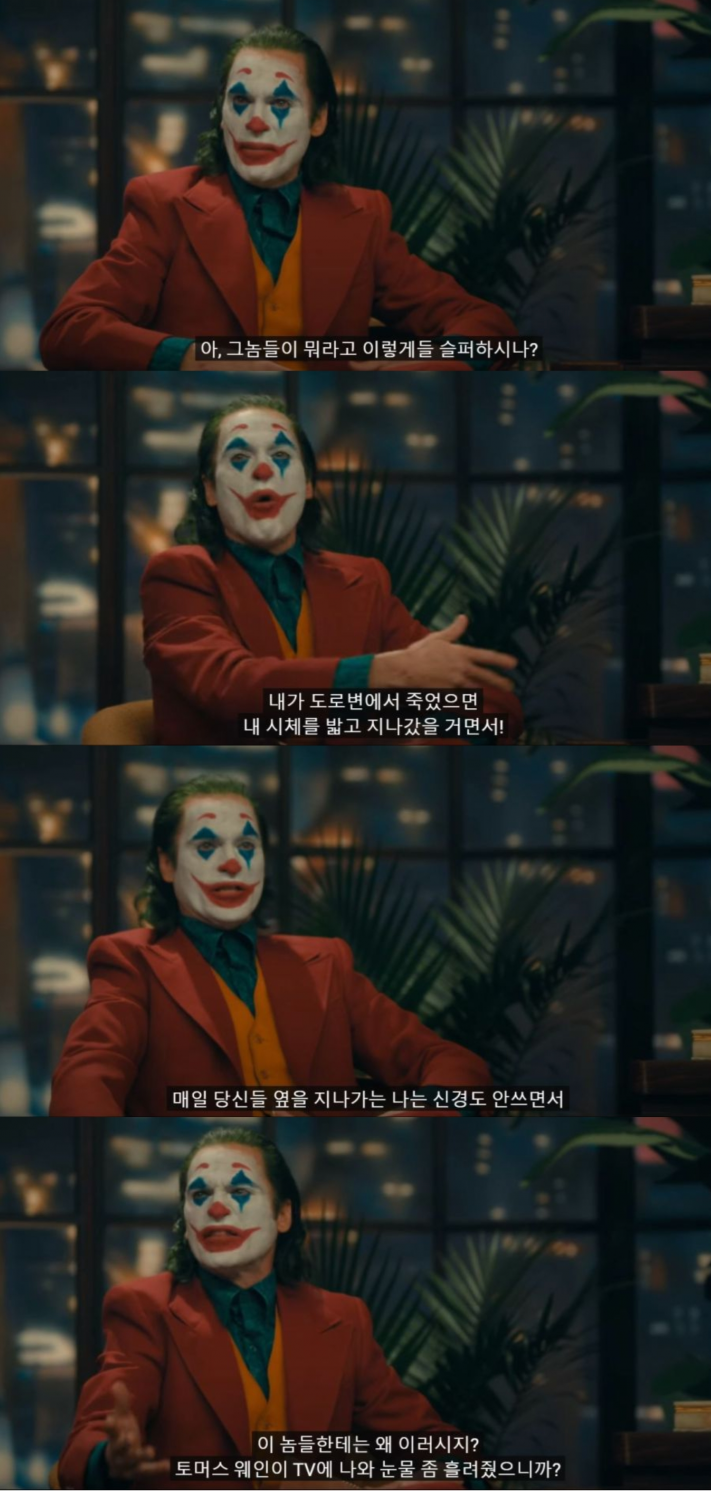 아, 그놈들이 뭐라고 이렇게들 슬퍼하시나?
내가 도로변에서 죽었으면
내 시체를 밟고 지나갔을 거면서!
매일 당신들 옆을 지나가는 나는 신경도 안쓰면서
이 놈들한테는 왜 이러시지?
토머스 웨인이 TV에 나와 눈물 좀 흘려줬으니까?